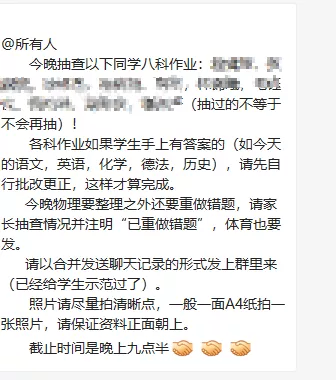 @所有人
今晚抽查以下同学八科作业：
（抽过的不等于
不会再抽）！
各科作业如果学生手上有答案的（如今天
的语文，英语，化学，德法，历史），请先自
行批改更正，这样才算完成。
今晚物理要整理之外还要重做错题，请家
长抽查情况并注明“已重做错题”，体育也要
发。
请以合并发送聊天记录的形式发上群里来
（已经给学生示范过了）。
照片请尽量拍清晰点，一般一面A4纸拍一
张照片，请保证资料正面朝上。
截止时间是晚上九点半